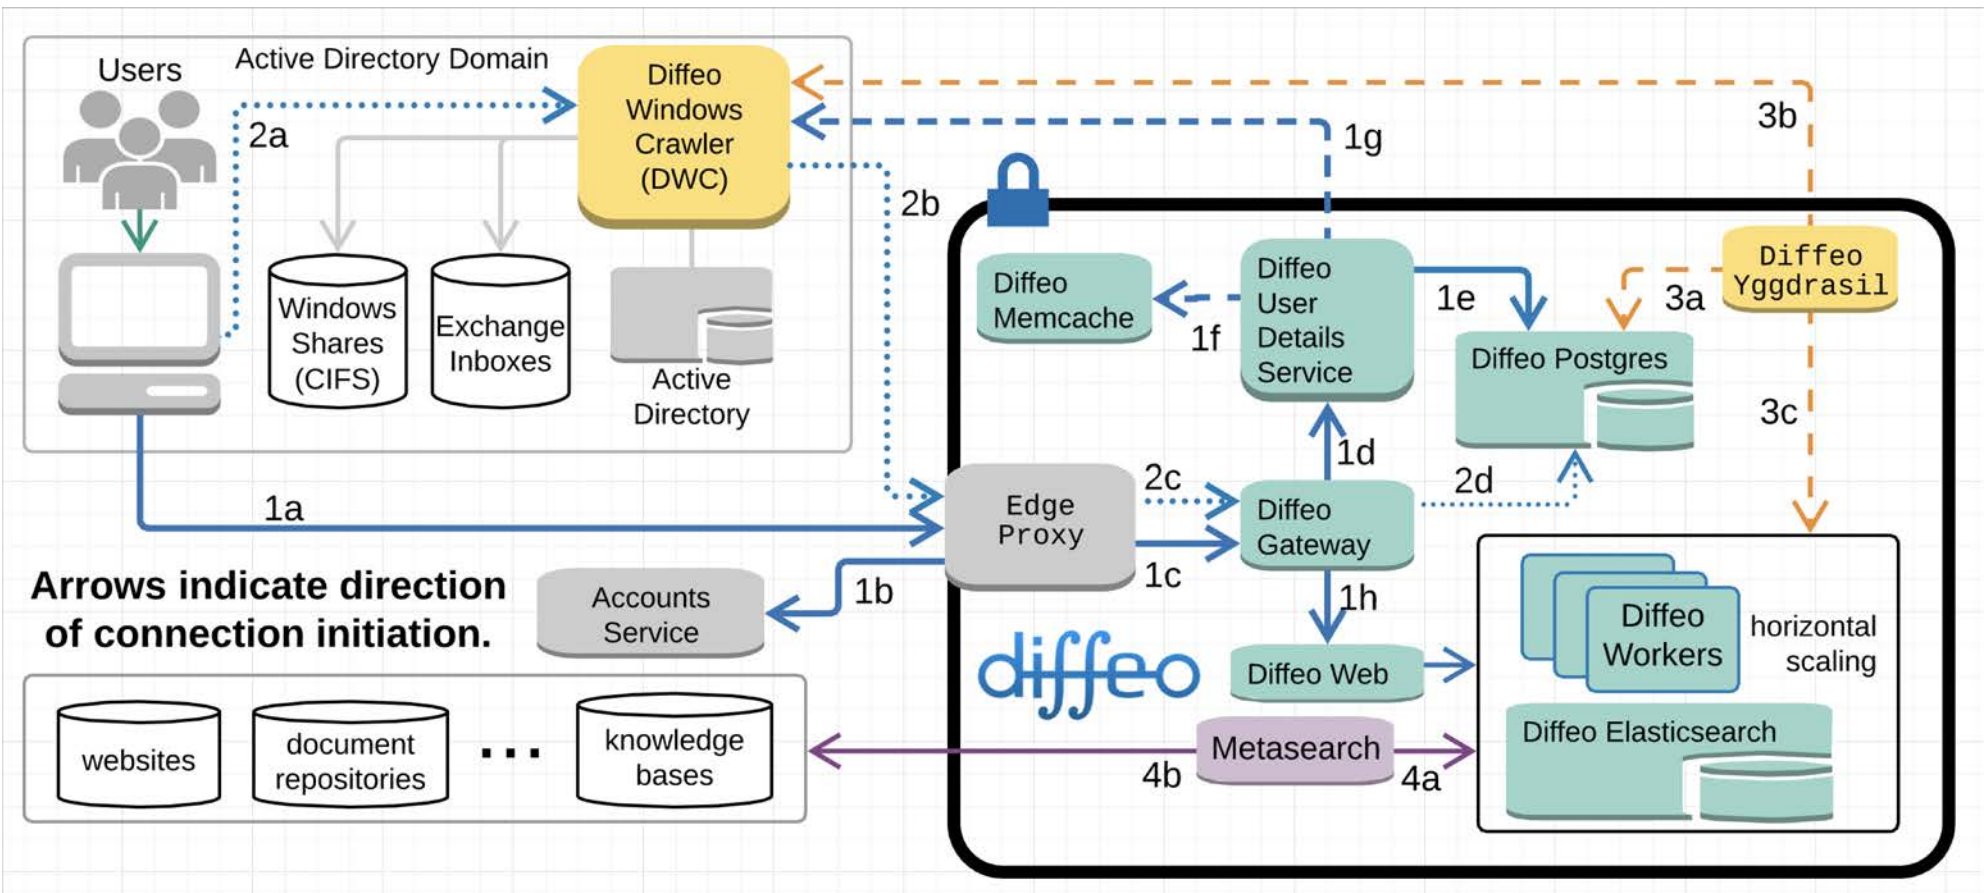 Users
Active Directory Domain
Diffeo
Windows
Crawler
(DWC)
2a
2b
1g
3b
Windows
Shares
(CIFS)
Exchange
Inboxes
Active
Directory
Diffeo
Memcache
1f
Diffeo
User
Details
Service
1e
3a
Diffeo
Yggdrasil
Diffeo Postgres
3c
1d
2d
1a
Edge
Proxy
2c
1c
Diffeo
Gateway
1h
Arrows indicate direction
of connection initiation.
Accounts
Service
1b
diffeo
Diffeo Web
Diffeo
Workers
horizontal
scaling
Diffeo Elasticsearch
Metasearch
4b
4a
websites
document
repositories
...
knowledge
bases